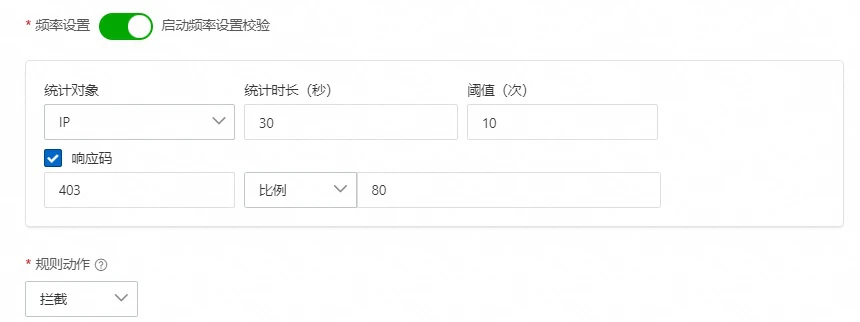 * 频率设置 启动频率设置校验
统计对象 统计时长（秒） 阈值（次）
IP 30 10
响应码
403 比例 80
* 规则动作 ?
拦截